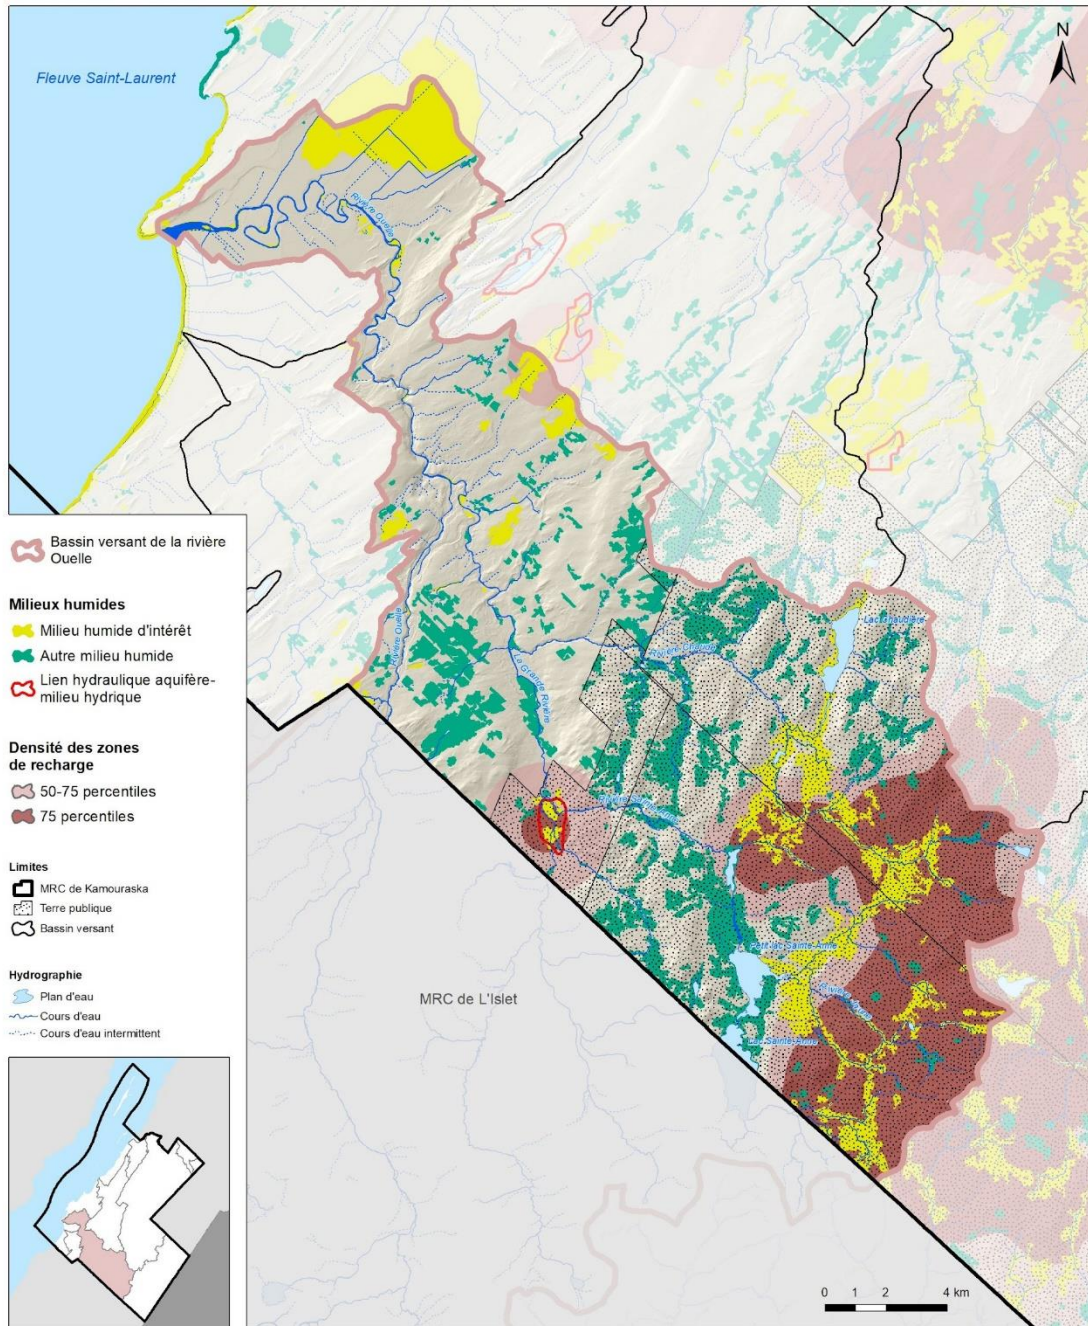 N
Fleuve Saint-Laurent
Rivière Ouelle
Bassin versant de la rivière
Ouelle
Milieux humides
Milieu humide d'intérêt
Autre milieu humide
Lien hydraulique aquifère-
milieu hydrique
Densité des zones
de recharge
50-75 percentiles
75 percentiles
Limites
MRC de Kamouraska
Terre publique
Bassin versant
Hydrographie
Plan d'eau
Cours d'eau
Cours d'eau intermittent
Rivière Ouelle
La Grande Rivière
Lac Chaudière
Petit lac Sainte-Anne
Lac Sainte-Anne
MRC de L'Islet
0 1 2 4 km